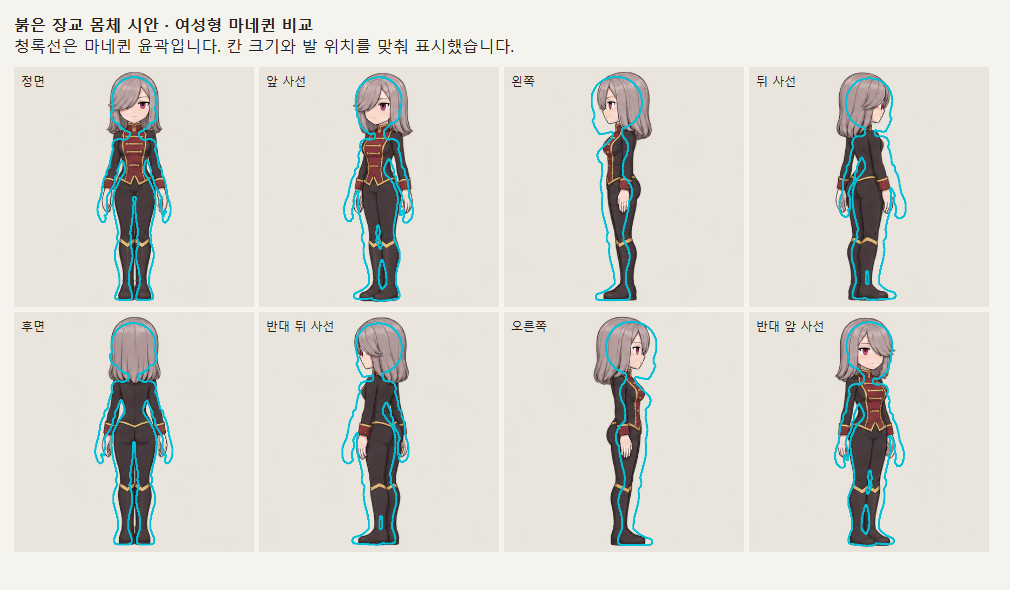 붉은 장교 몸체 시안 · 여성형 마네퀸 비교
청록선은 마네퀸 윤곽입니다. 칸 크기와 발 위치를 맞춰 표시했습니다.
정면
앞 사선
왼쪽
뒤 사선
후면
반대 뒤 사선
오른쪽
반대 앞 사선